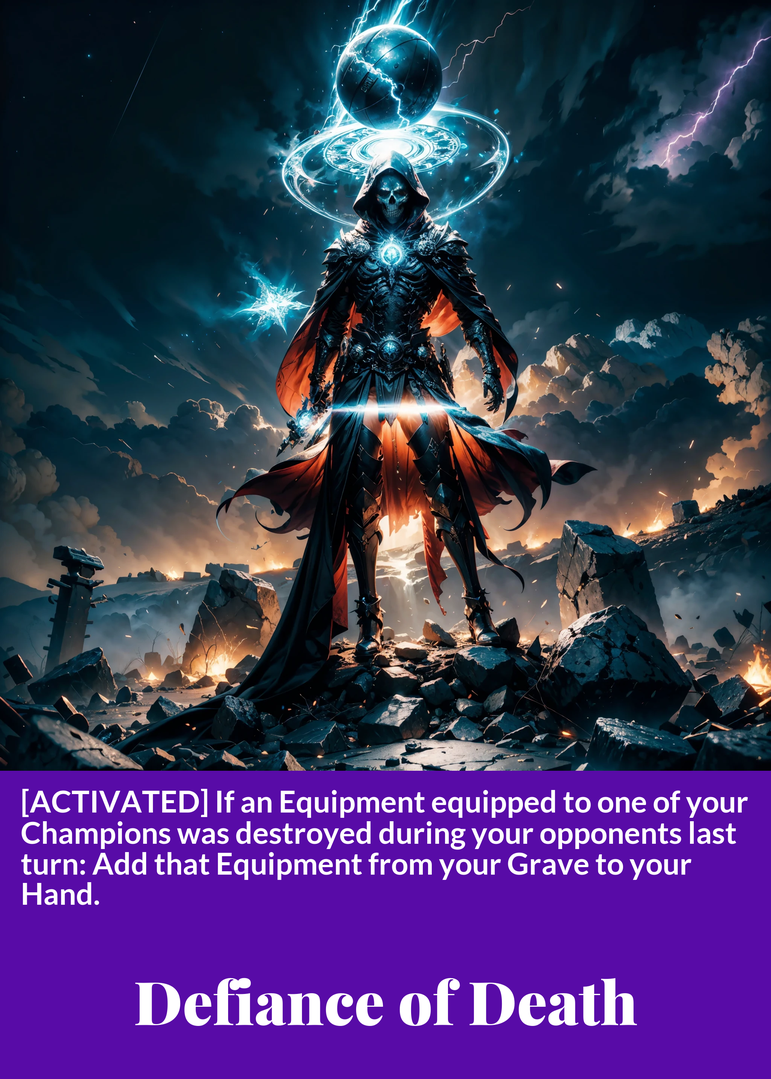 [ACTIVATED] If an Equipment equipped to one of your
Champions was destroyed during your opponents last
turn: Add that Equipment from your Grave to your
Hand.
Defiance of Death